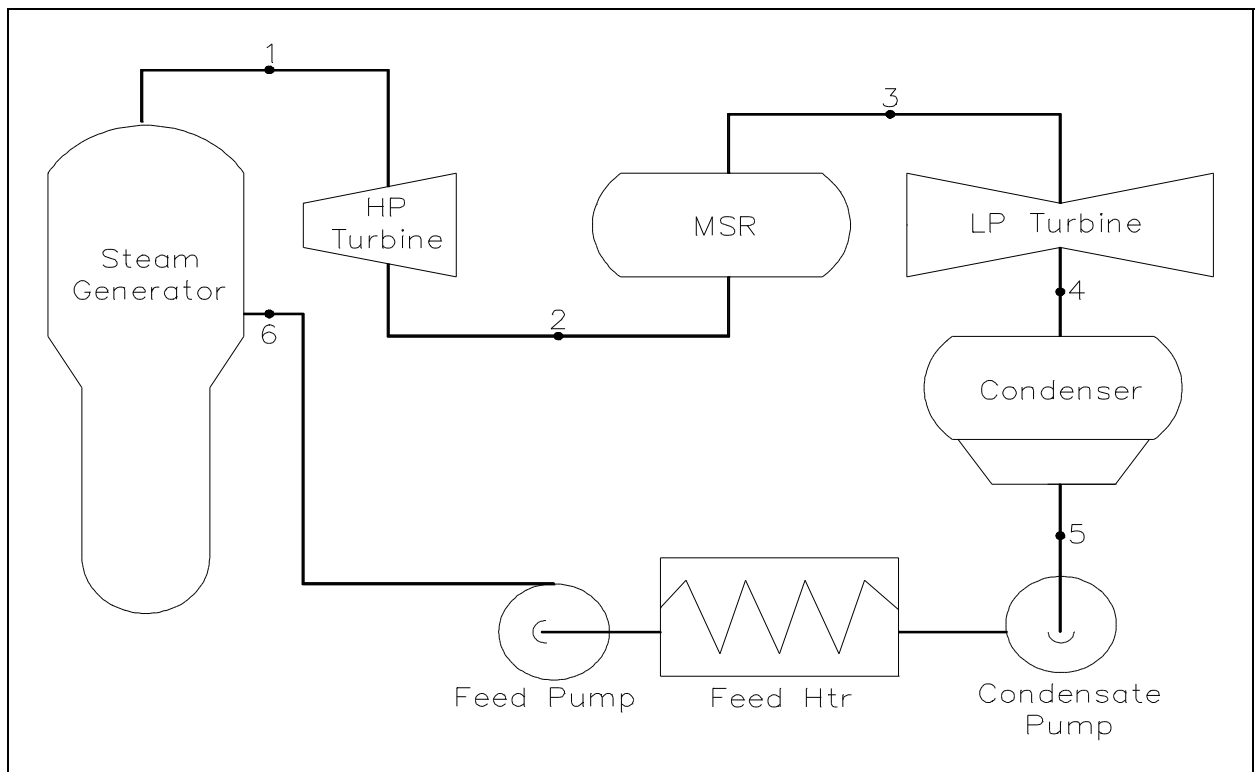 1
3
HP
Turbine
MSR
LP Turbine
Steam
Generator
4
6
2
Condenser
5
Feed Pump
Feed Htr
Condensate
Pump